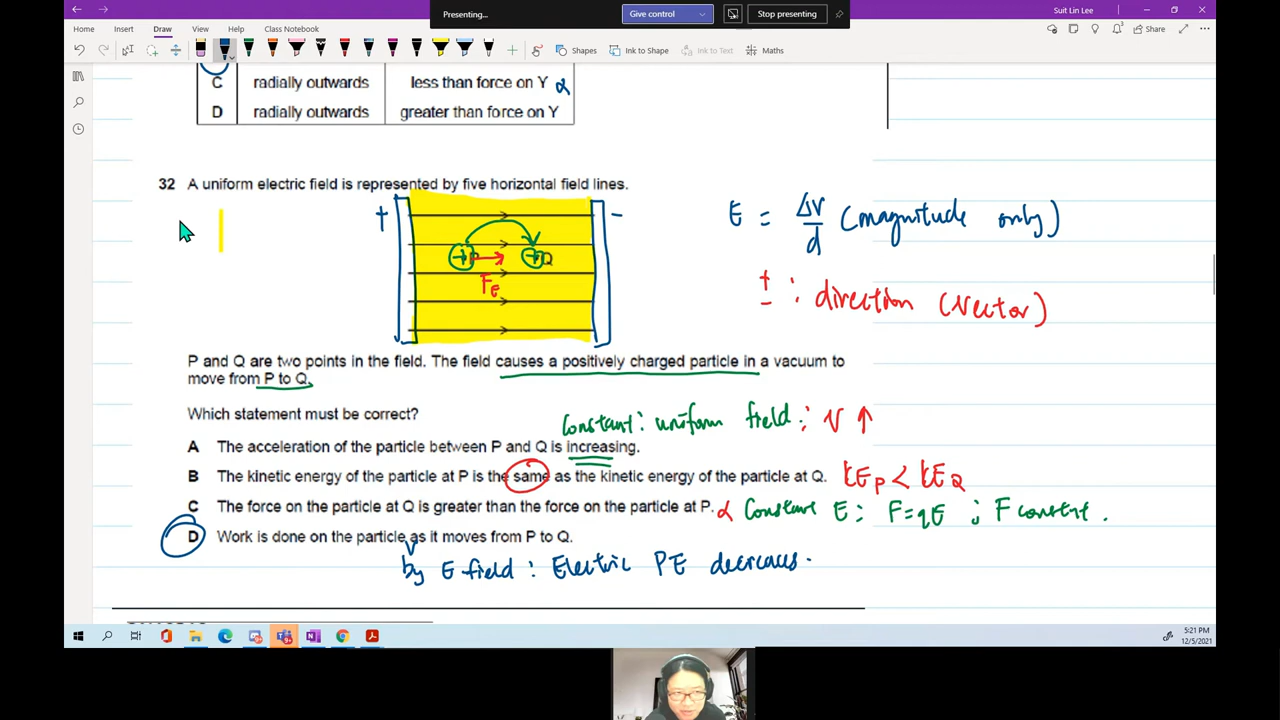 Presenting...
Give control
Stop presenting
Suit Lin Lee
Home Insert Draw View Help Class Notebook
Shapes Ink to Shape Ink to Text Maths
Share
C radially outwards less than force on Y
D radially outwards greater than force on Y
32 A uniform electric field is represented by five horizontal field lines.
+ −
+ P + Q
F_E
E = ΔV/d (magnitude only)
+ − : direction (vector)
P and Q are two points in the field. The field causes a positively charged particle in a vacuum to
move from P to Q.
Which statement must be correct?
constant: uniform field : V ↑
A The acceleration of the particle between P and Q is increasing.
B The kinetic energy of the particle at P is the same as the kinetic energy of the particle at Q. KE_P < KE_Q
C The force on the particle at Q is greater than the force on the particle at P. Constant E: F=qE ; F constant.
D Work is done on the particle as it moves from P to Q.
by E field : Electric PE decreases.
5:21 PM
12/5/2021